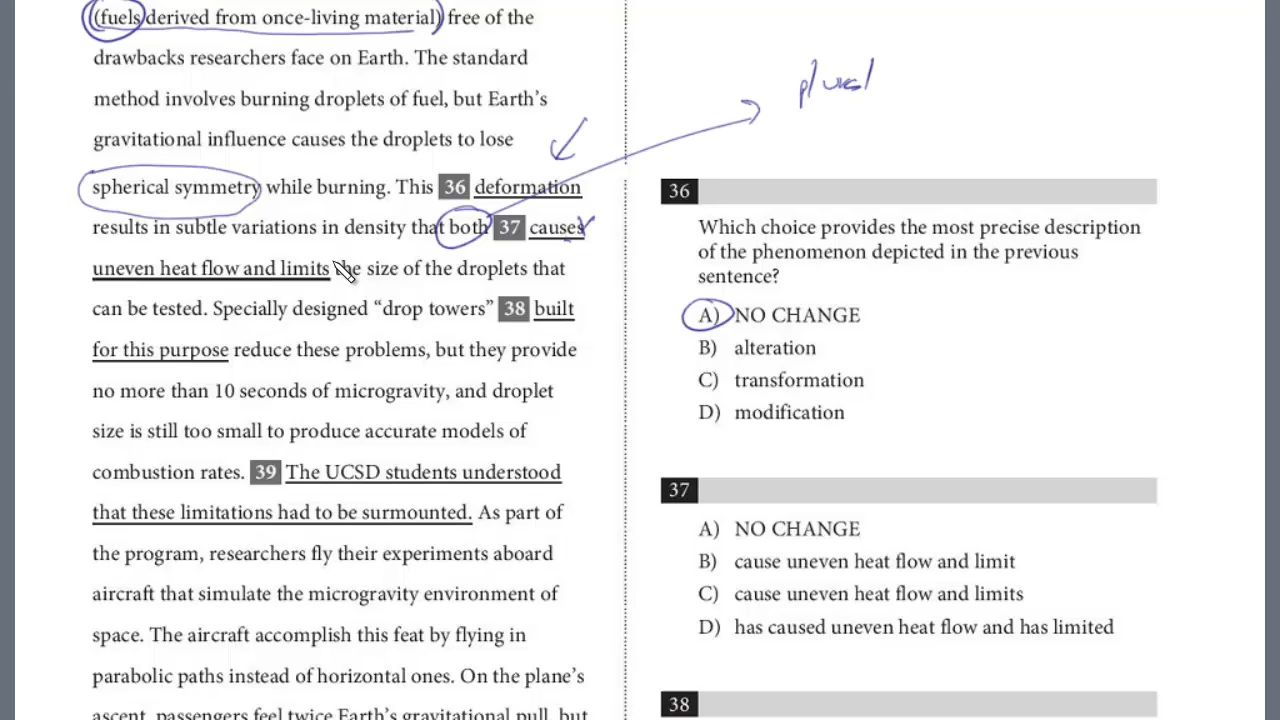 (fuels derived from once-living material) free of the
drawbacks researchers face on Earth. The standard
method involves burning droplets of fuel, but Earth’s
gravitational influence causes the droplets to lose
spherical symmetry while burning. This 36 deformation
results in subtle variations in density that both 37 causes
uneven heat flow and limits the size of the droplets that
can be tested. Specially designed “drop towers” 38 built
for this purpose reduce these problems, but they provide
no more than 10 seconds of microgravity, and droplet
size is still too small to produce accurate models of
combustion rates. 39 The UCSD students understood
that these limitations had to be surmounted. As part of
the program, researchers fly their experiments aboard
aircraft that simulate the microgravity environment of
space. The aircraft accomplish this feat by flying in
parabolic paths instead of horizontal ones. On the plane’s
ascent, passengers feel twice Earth’s gravitational pull, but
plural
36
Which choice provides the most precise description
of the phenomenon depicted in the previous
sentence?
A) NO CHANGE
B) alteration
C) transformation
D) modification
37
A) NO CHANGE
B) cause uneven heat flow and limit
C) cause uneven heat flow and limits
D) has caused uneven heat flow and has limited
38